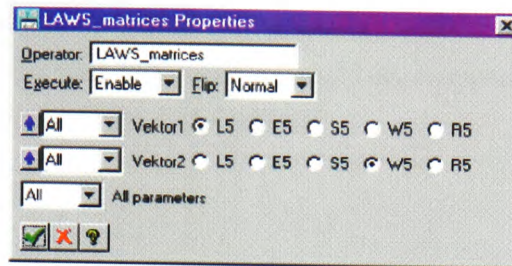 LAWS_matrices Properties
Operator: LAWS_matrices
Execute: Enable Flip: Normal
All Vektor1 L5 E5 S5 W5 R5
All Vektor2 L5 E5 S5 W5 R5
All All parameters